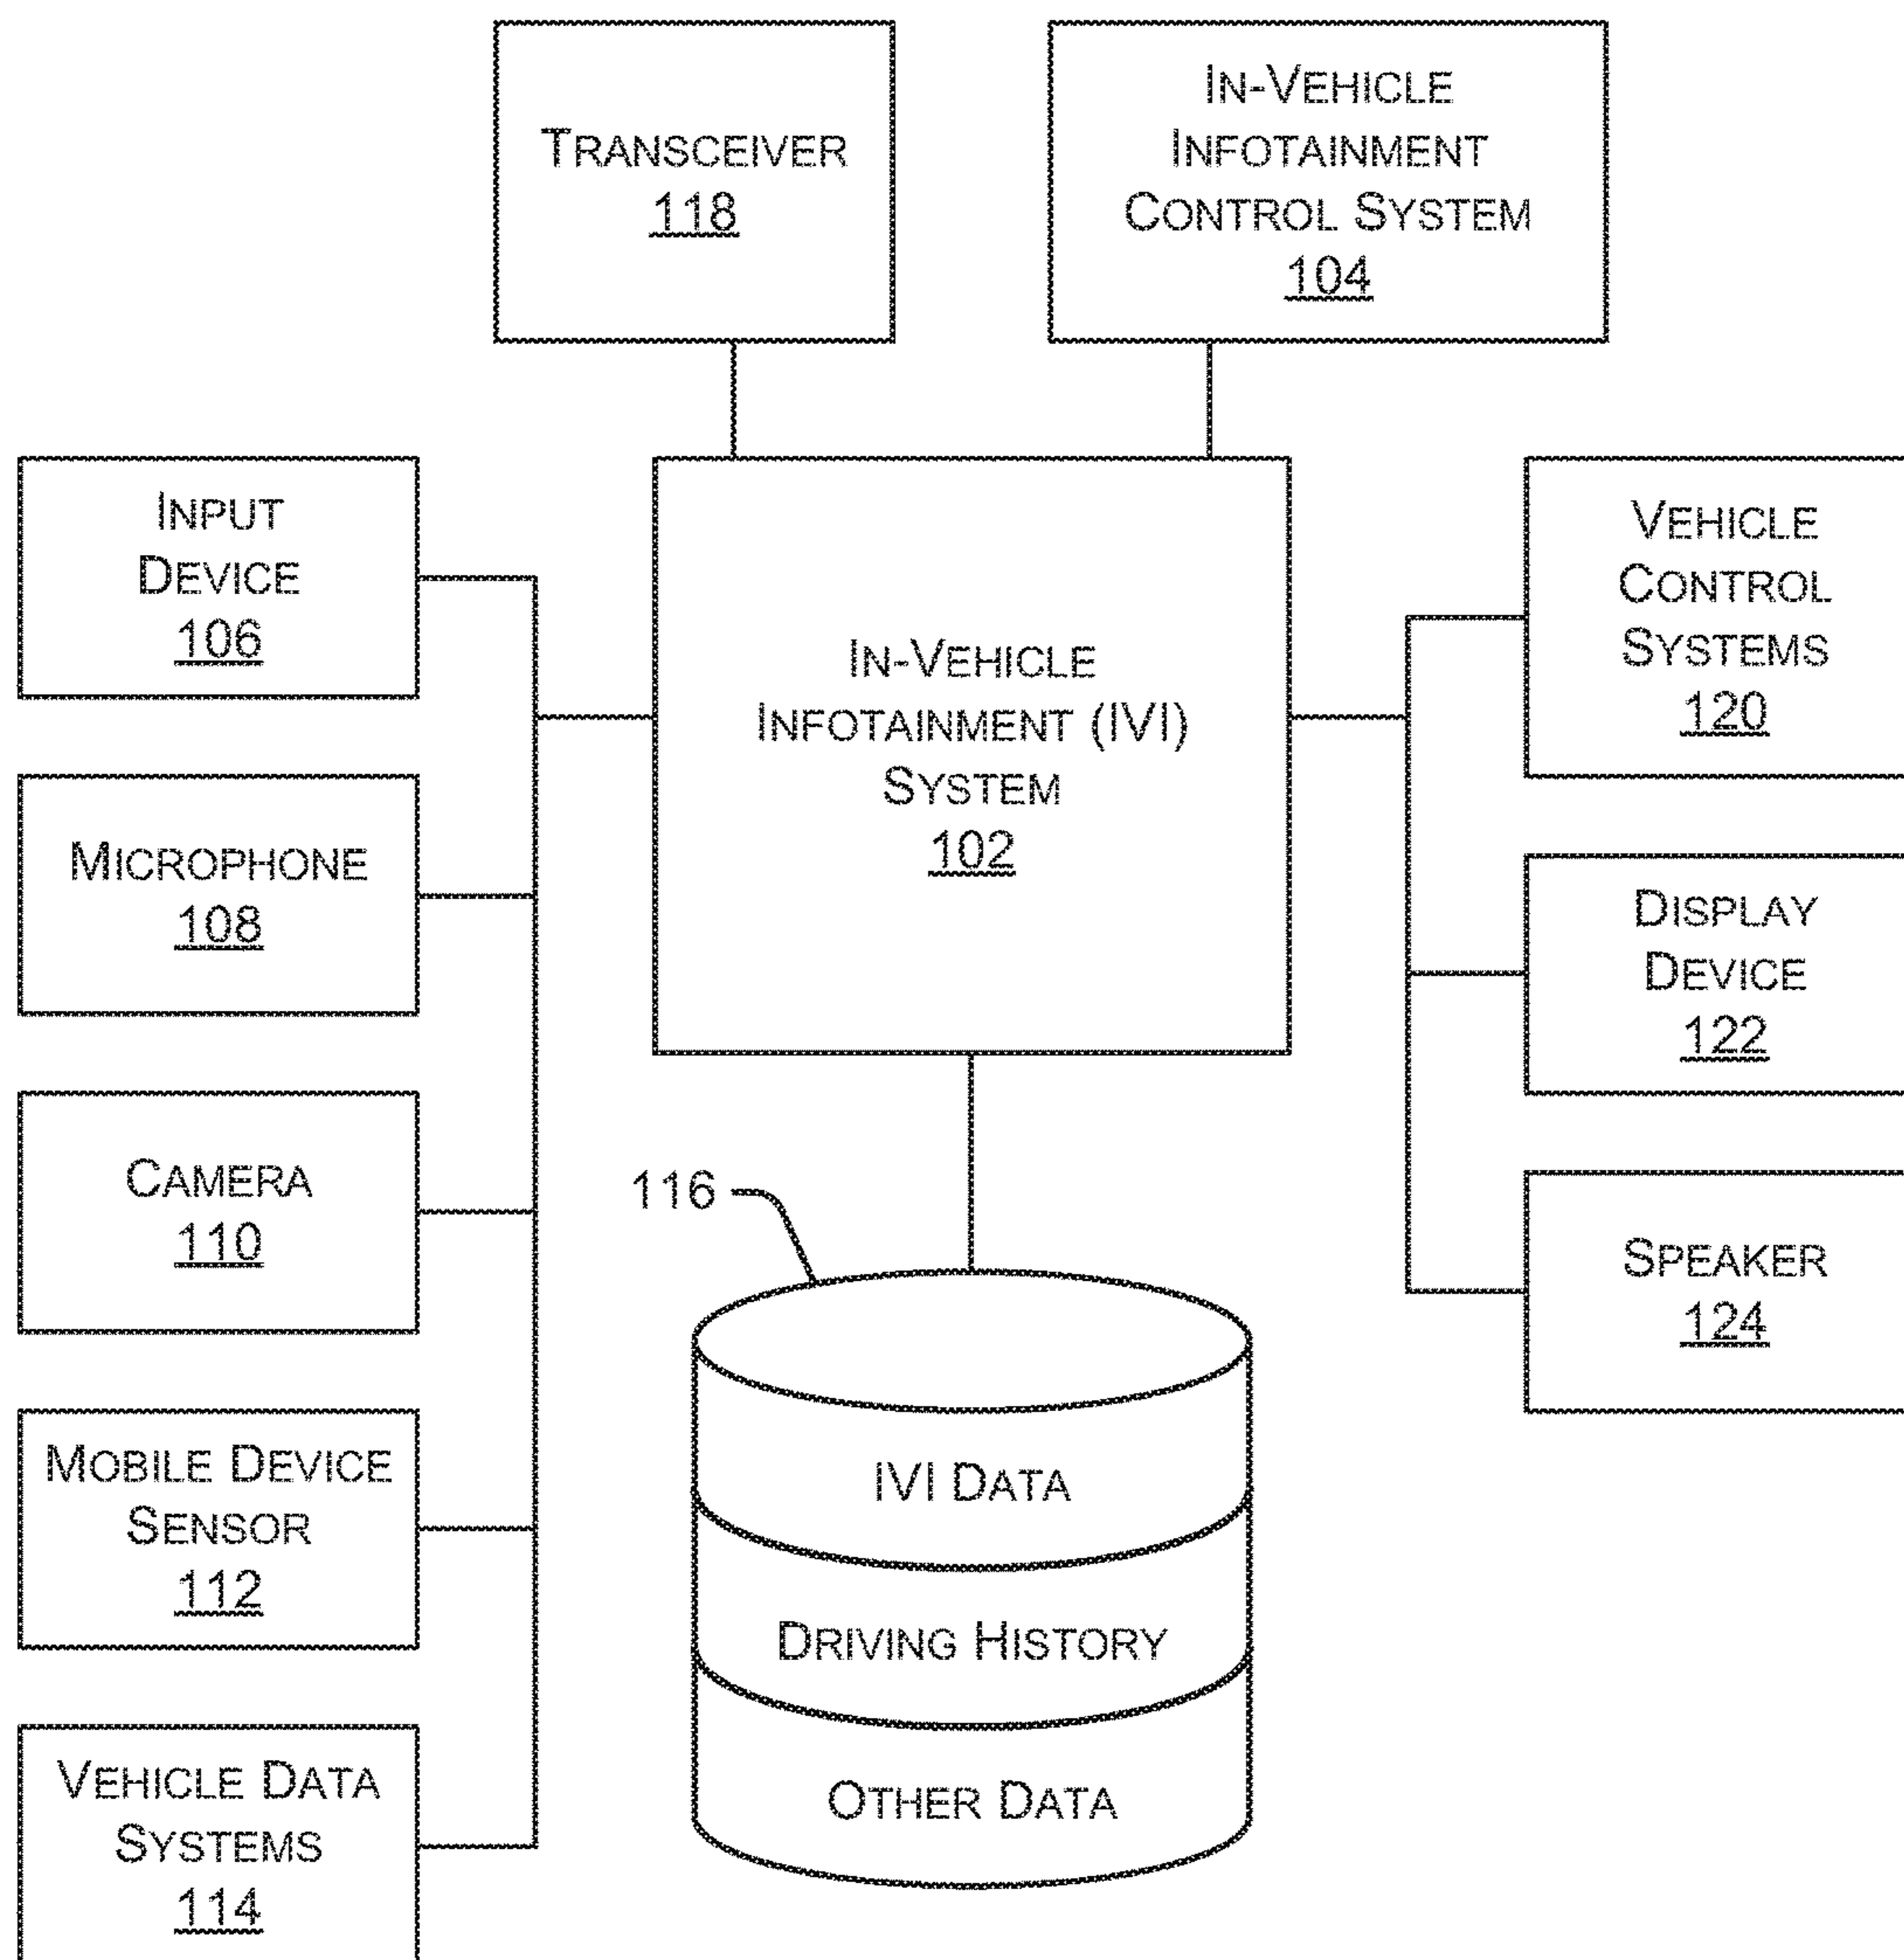 TRANSCEIVER
118
IN-VEHICLE
INFOTAINMENT
CONTROL SYSTEM
104
INPUT
DEVICE
106
MICROPHONE
108
CAMERA
110
MOBILE DEVICE
SENSOR
112
VEHICLE DATA
SYSTEMS
114
IN-VEHICLE
INFOTAINMENT (IVI)
SYSTEM
102
116
IVI DATA
DRIVING HISTORY
OTHER DATA
VEHICLE
CONTROL
SYSTEMS
120
DISPLAY
DEVICE
122
SPEAKER
124